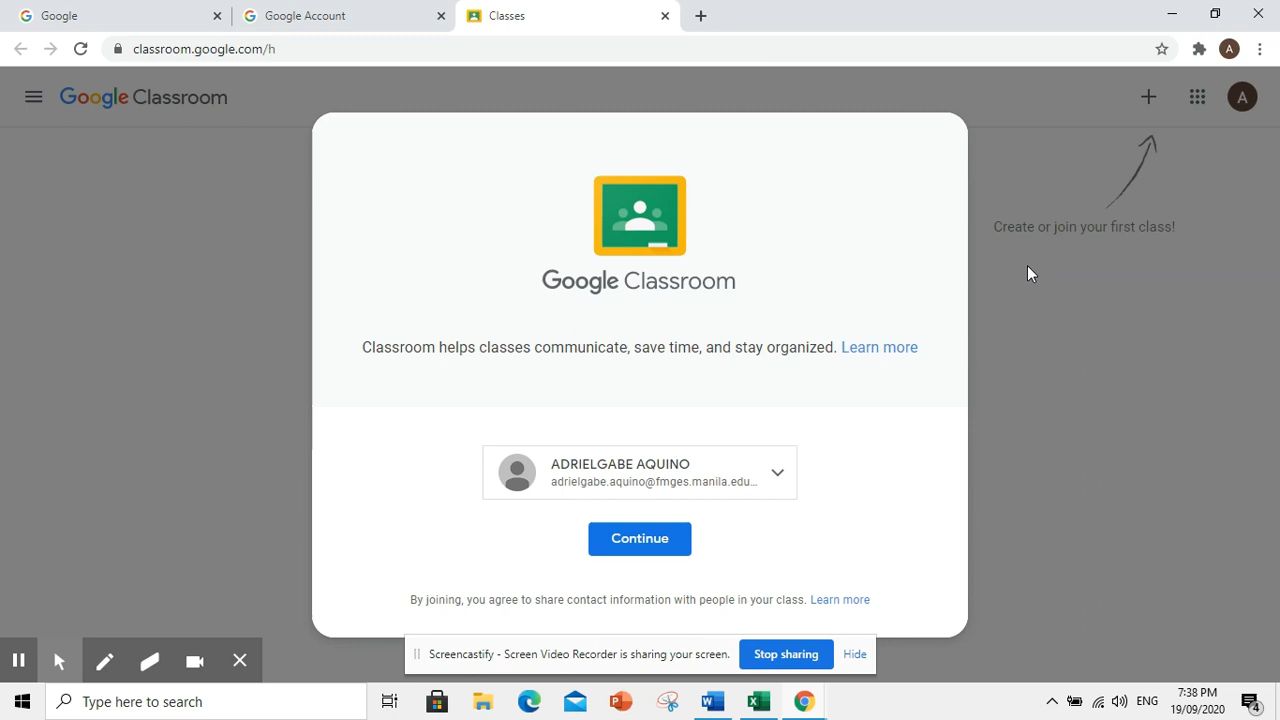 Google
Google Account
Classes
classroom.google.com/h
A
Google Classroom
A
Create or join your first class!
Google Classroom
Classroom helps classes communicate, save time, and stay organized. Learn more
ADRIELGABE AQUINO
adrielgabe.aquino@fmges.manila.edu...
Continue
By joining, you agree to share contact information with people in your class. Learn more
Screencastify - Screen Video Recorder is sharing your screen.
Stop sharing
Hide
Type here to search
ENG
7:38 PM
19/09/2020
4